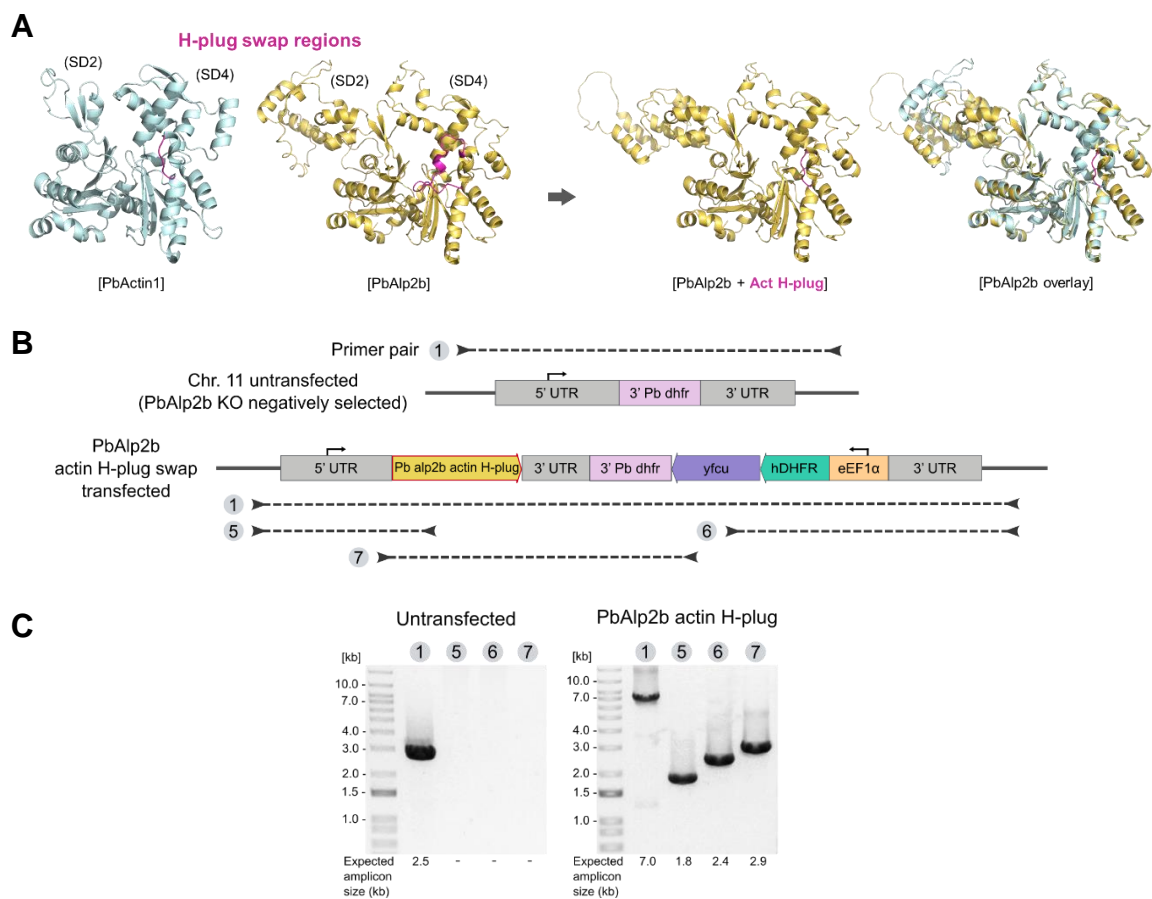 A
H-plug swap regions
(SD2)
(SD4)
(SD2)
(SD4)
[PbActin1]
[PbAlp2b]
[PbAlp2b + Act H-plug]
[PbAlp2b overlay]
B
Primer pair 1
Chr. 11 untransfected
(PbAlp2b KO negatively selected)
5' UTR 3' Pb dhfr 3' UTR
PbAlp2b
actin H-plug swap
transfected
5' UTR Pb alp2b actin H-plug 3' UTR 3' Pb dhfr yfcu hDHFR eEF1α 3' UTR
1
5
6
7
C
Untransfected
[kb] 1 5 6 7
10.0 -
7.0 -
4.0 -
3.0 -
2.0 -
1.5 -
1.0 -
Expected
amplicon
size (kb)
2.5 - - -
PbAlp2b actin H-plug
[kb] 1 5 6 7
10.0 -
7.0 -
4.0 -
3.0 -
2.0 -
1.5 -
1.0 -
Expected
amplicon
size (kb)
7.0 1.8 2.4 2.9